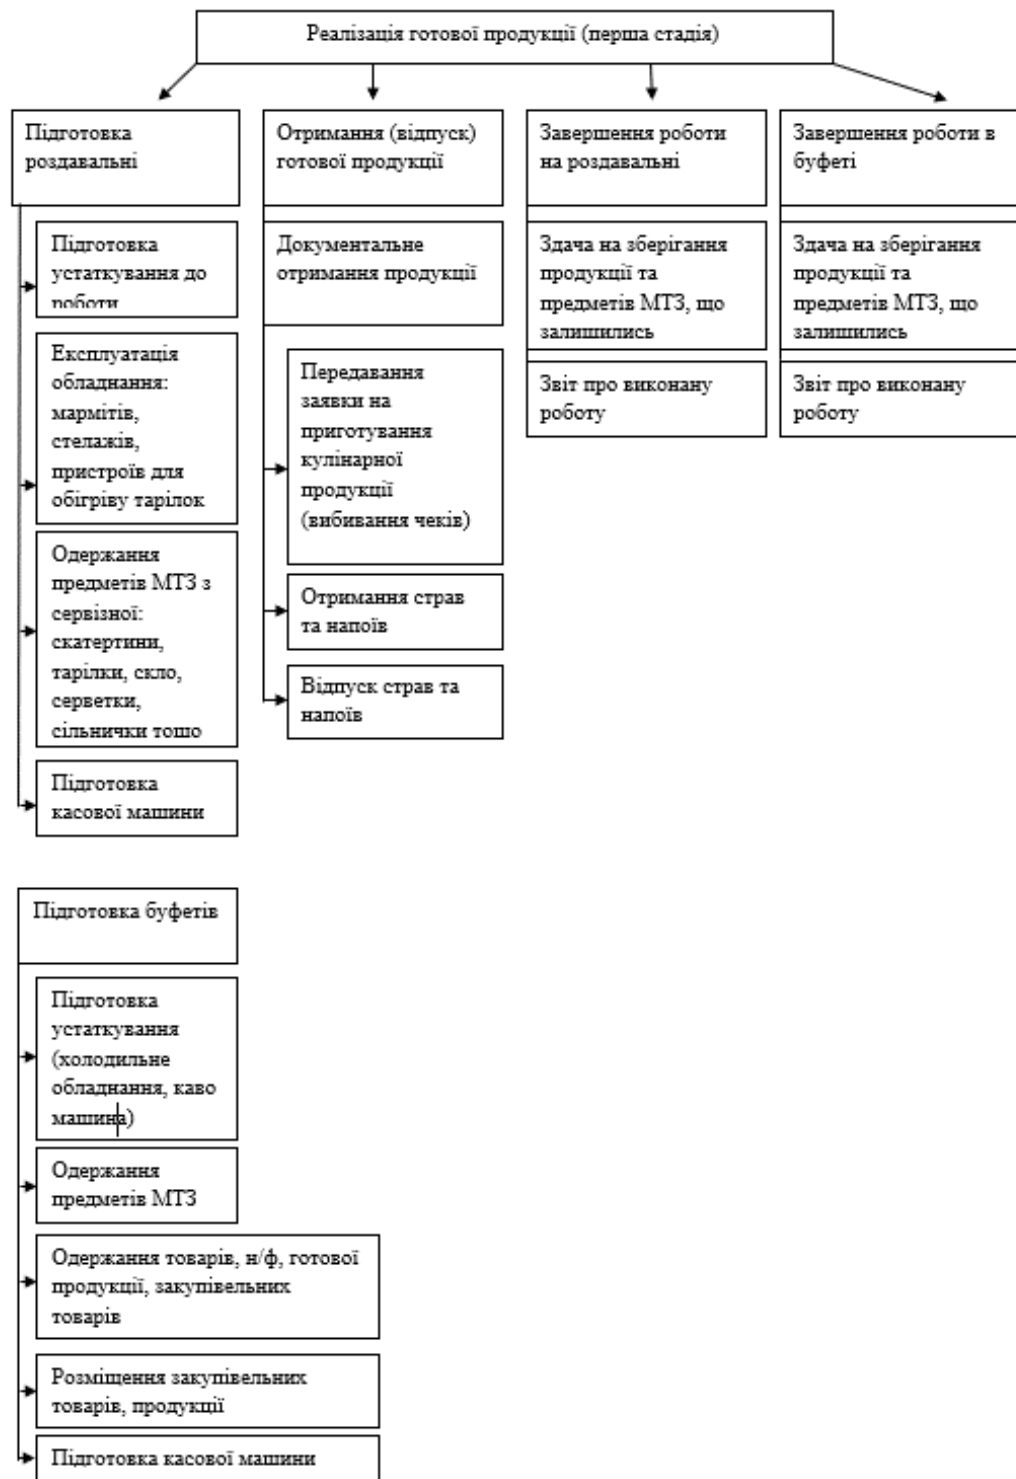 Реалізація готової продукції (перша стадія)
Підготовка
роздавальні
Підготовка
устаткування до
роботи
Експлуатація
обладнання:
мармітів,
стелажів,
пристроїв для
обігріву тарілок
Одержання
предметів МТЗ з
сервізної:
скатертини,
тарілки, скло,
серветки,
сільнички тощо
Підготовка
касової машини
Отримання (відпуск)
готової продукції
Документальне
отримання продукції
Передавання
заявки на
приготування
кулінарної
продукції
(вибивання чеків)
Отримання страв
та напоїв
Відпуск страв та
напоїв
Завершення роботи
на роздавальні
Здача на зберігання
продукції та
предметів МТЗ, що
залишились
Звіт про виконану
роботу
Завершення роботи в
буфеті
Здача на зберігання
продукції та
предметів МТЗ, що
залишились
Звіт про виконану
роботу
Підготовка буфетів
Підготовка
устаткування
(холодильне
обладнання, каво
машина)
Одержання
предметів МТЗ
Одержання товарів, н/ф, готової
продукції, закупівельних
товарів
Розміщення закупівельних
товарів, продукції
Підготовка касової машини